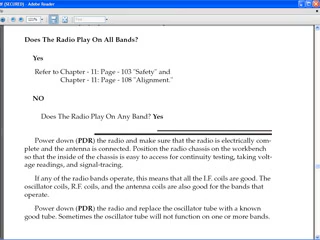 (SECURED) - Adobe Reader
Does The Radio Play On All Bands?
Yes
Refer to Chapter - 11: Page - 103 "Safety" and
Chapter - 11: Page - 108 "Alignment."
NO
Does The Radio Play On Any Band? Yes
Power down (PDR) the radio and make sure that the radio is electrically com-
plete and the antenna is connected. Position the radio chassis on the workbench
so that the inside of the chassis is easy to access for continuity testing, taking volt-
age readings, and signal-tracing.
If any of the radio bands operate, this means that all the I.F. coils are good. The
oscillator coils, R.F. coils, and the antenna coils are also good for the bands that
operate.
Power down (PDR) the radio and replace the oscillator tube with a known
good tube. Sometimes the oscillator tube will not function on one or more bands.